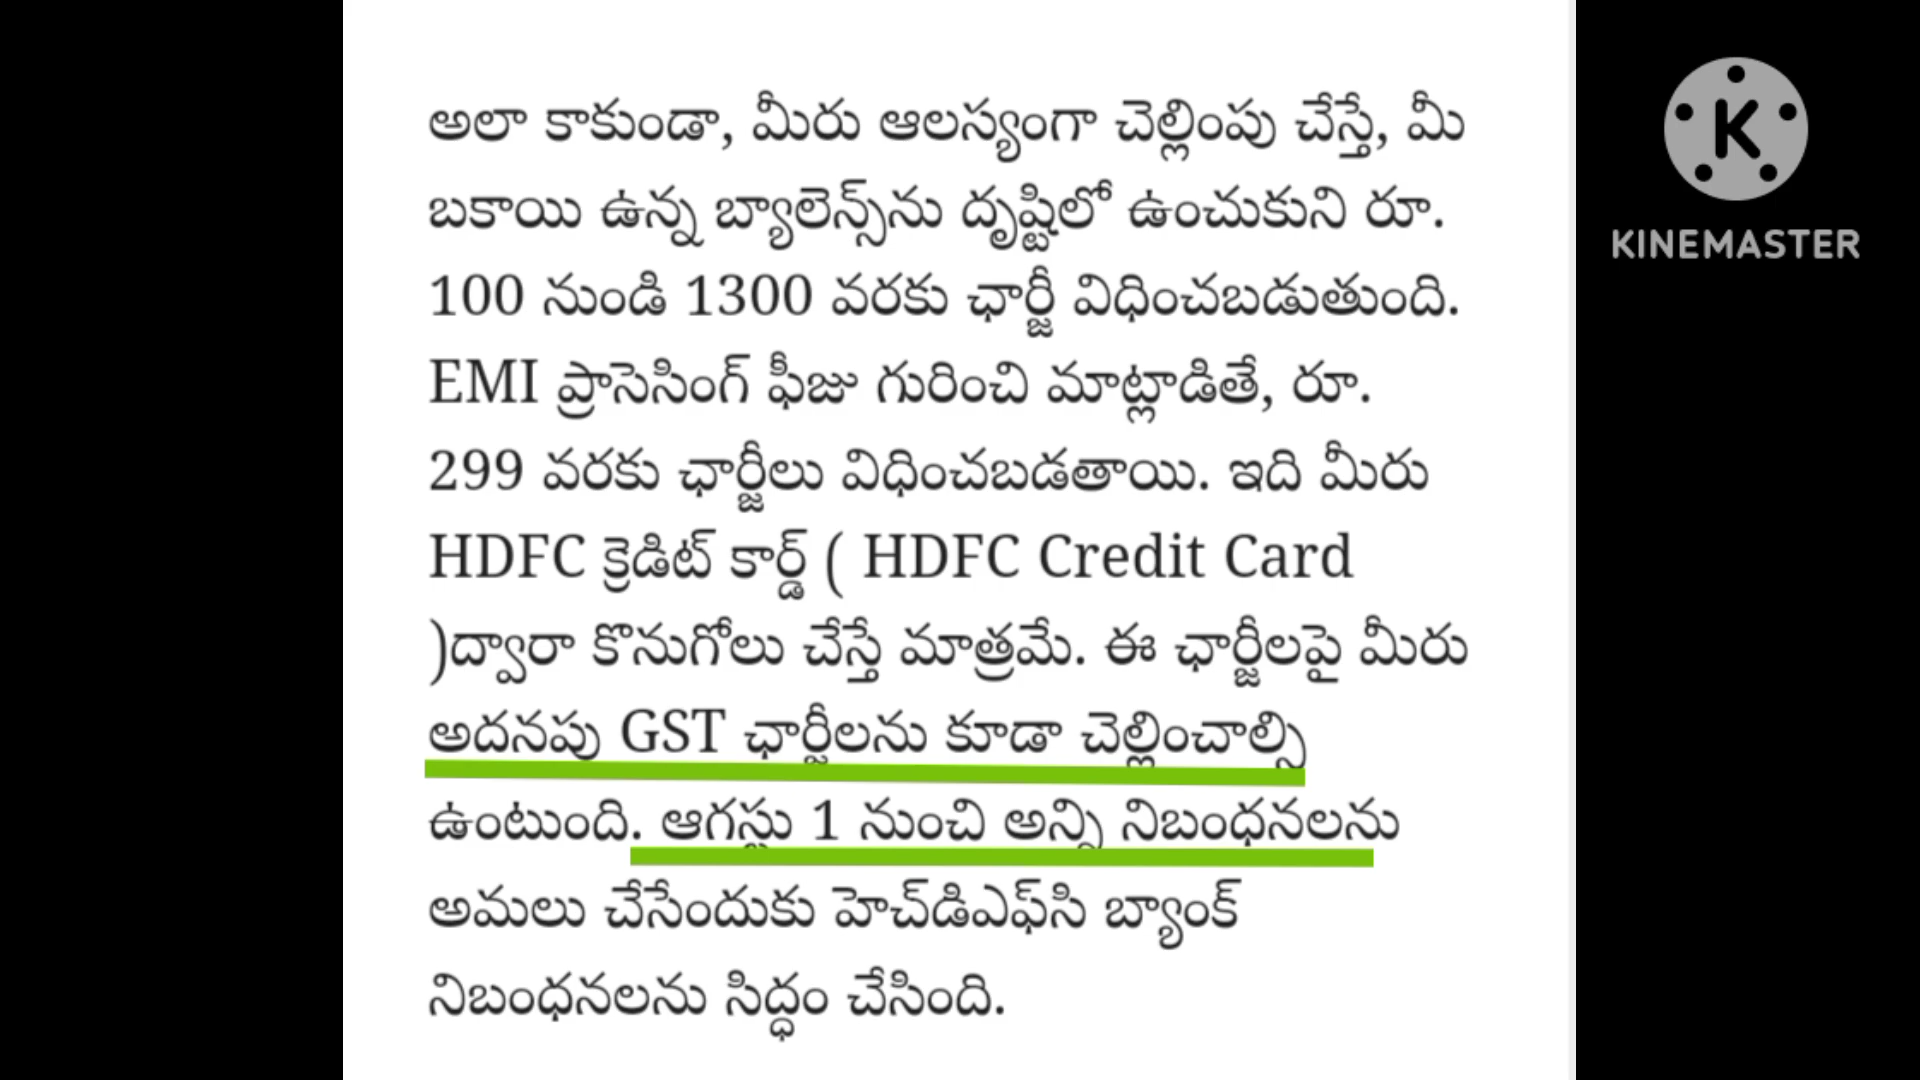 అలా కాకుండా, మీరు ఆలస్యంగా చెల్లింపు చేస్తే, మీ
బకాయి ఉన్న బ్యాలెన్స్‌ను దృష్టిలో ఉంచుకుని రూ.
100 నుండి 1300 వరకు ఛార్జీ విధించబడుతుంది.
EMI ప్రాసెసింగ్ ఫీజు గురించి మాట్లాడితే, రూ.
299 వరకు ఛార్జీలు విధించబడతాయి. ఇది మీరు
HDFC క్రెడిట్ కార్డ్ ( HDFC Credit Card
)ద్వారా కొనుగోలు చేస్తే మాత్రమే. ఈ ఛార్జీలపై మీరు
అదనపు GST ఛార్జీలను కూడా చెల్లించాల్సి
ఉంటుంది. ఆగస్టు 1 నుంచి అన్ని నిబంధనలను
అమలు చేసేందుకు హెచ్‌డిఎఫ్‌సి బ్యాంక్
నిబంధనలను సిద్ధం చేసింది.
K
KINEMASTER